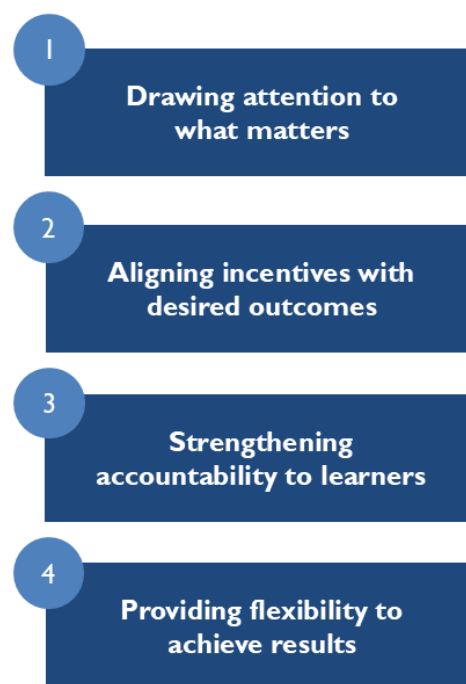 1
Drawing attention to
what matters
2
Aligning incentives with
desired outcomes
3
Strengthening
accountability to learners
4
Providing flexibility to
achieve results